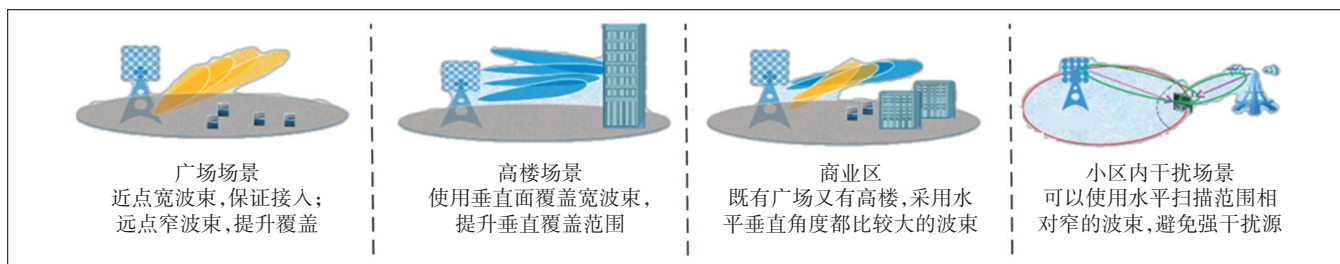 广场场景
近点宽波束,保证接入;
远点窄波束,提升覆盖
高楼场景
使用垂直面覆盖宽波束,
提升垂直覆盖范围
商业区
既有广场又有高楼,采用水
平垂直角度都比较大的波束
小区内干扰场景
可以使用水平扫描范围相
对窄的波束,避免强干扰源